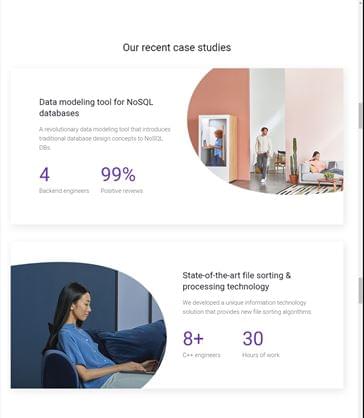 Our recent case studies
Data modeling tool for NoSQL
databases
A revolutionary data modeling tool that introduces
traditional database design concepts to NoSQL
DBs.
4
99%
Backend engineers
Positive reviews
State-of-the-art file sorting &
processing technology
We developed a unique information technology
solution that provides new file sorting algorithms.
8+
30
C++ engineers
Hours of work